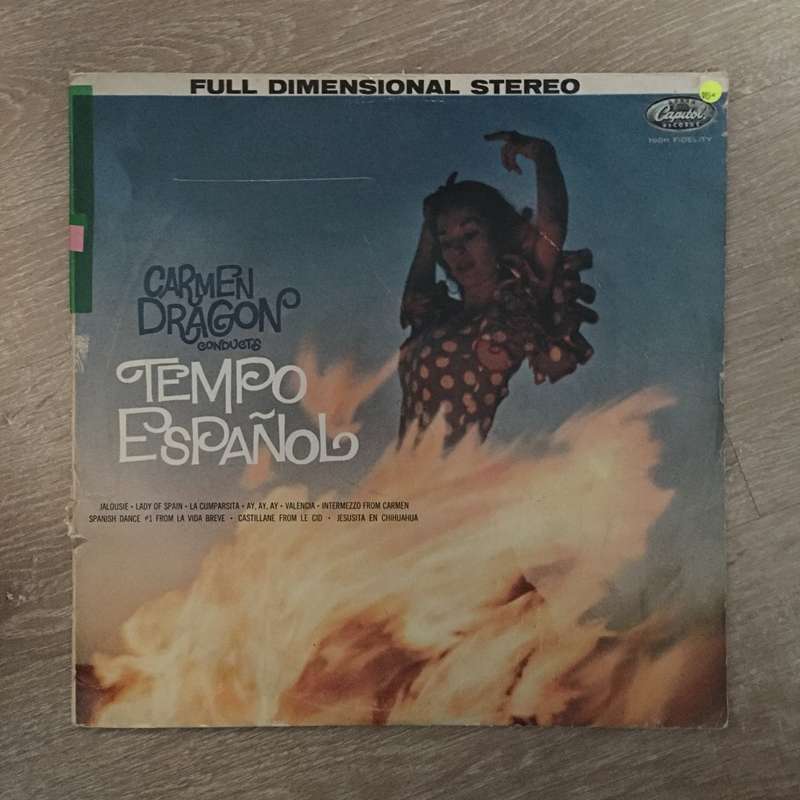 FULL DIMENSIONAL STEREO
Capitol
RECORDS
HIGH FIDELITY
CARMEN
DRAGON
CONDUCTS
TEMPO
ESPAÑOL
JALOUSIE • LADY OF SPAIN • LA CUMPARSITA • AY, AY, AY • VALENCIA • INTERMEZZO FROM CARMEN
SPANISH DANCE #1 FROM LA VIDA BREVE • CASTILLANE FROM LE CID • JESUSITA EN CHIHUAHUA